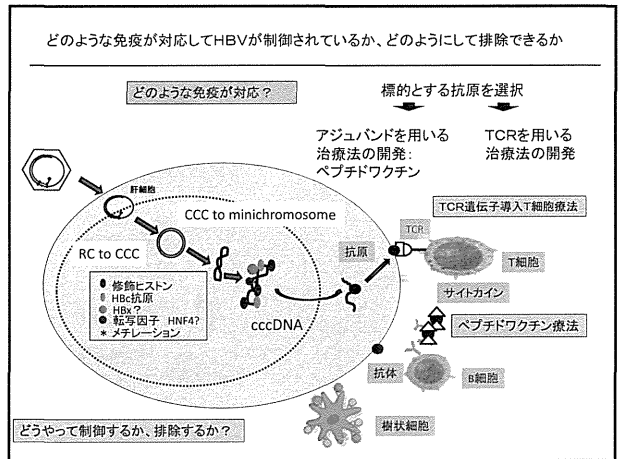 どのような免疫が対応してHBVが制御されているか、どのようにして排除できるか
どのような免疫が対応？
標的とする抗原を選択
アジュバンドを用いる
治療法の開発：
ペプチドワクチン
TCRを用いる
治療法の開発
肝細胞
CCC to minichromosome
RC to CCC
修飾ヒストン
HBc抗原
HBx？
転写因子 HNF4?
* メチレーション
cccDNA
抗原
TCR遺伝子導入T細胞療法
TCR
T細胞
サイトカイン
ペプチドワクチン療法
抗体
B細胞
樹状細胞
どうやって制御するか、排除するか？